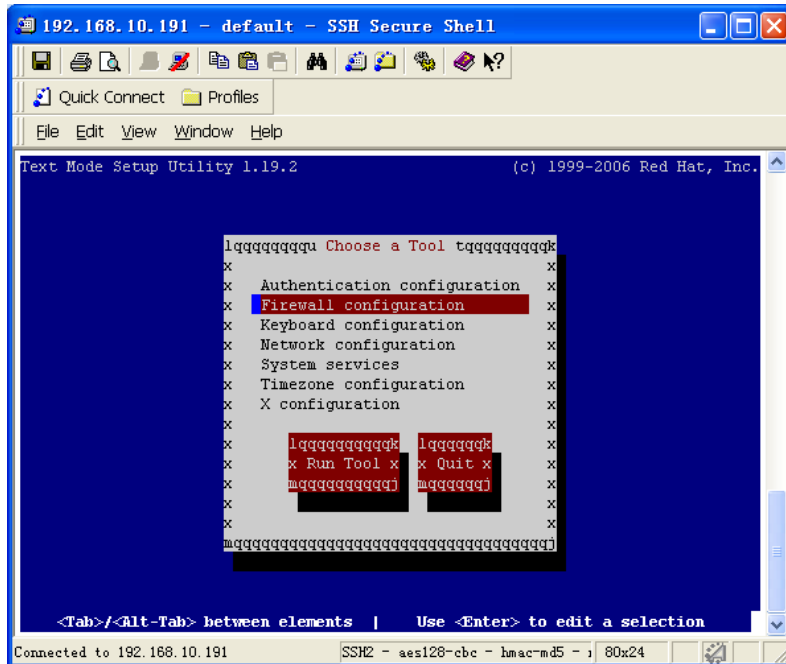 192.168.10.191 - default - SSH Secure Shell
Quick Connect Profiles
File Edit View Window Help
Text Mode Setup Utility 1.19.2 (c) 1999-2006 Red Hat, Inc.
lqqqqqqqqu Choose a Tool tqqqqqqqqqk
x x
x Authentication configuration x
x Firewall configuration x
x Keyboard configuration x
x Network configuration x
x System services x
x Timezone configuration x
x X configuration x
x x
x lqqqqqqqqqqk lqqqqqqk x
x x Run Tool x x Quit x x
x mqqqqqqqqqqj mqqqqqqj x
x x
x x
mqqqqqqqqqqqqqqqqqqqqqqqqqqqqqqqqqqj
<Tab>/<Alt-Tab> between elements | Use <Enter> to edit a selection
Connected to 192.168.10.191 SSH2 - aes128-cbc - hmac-md5 - 80x24